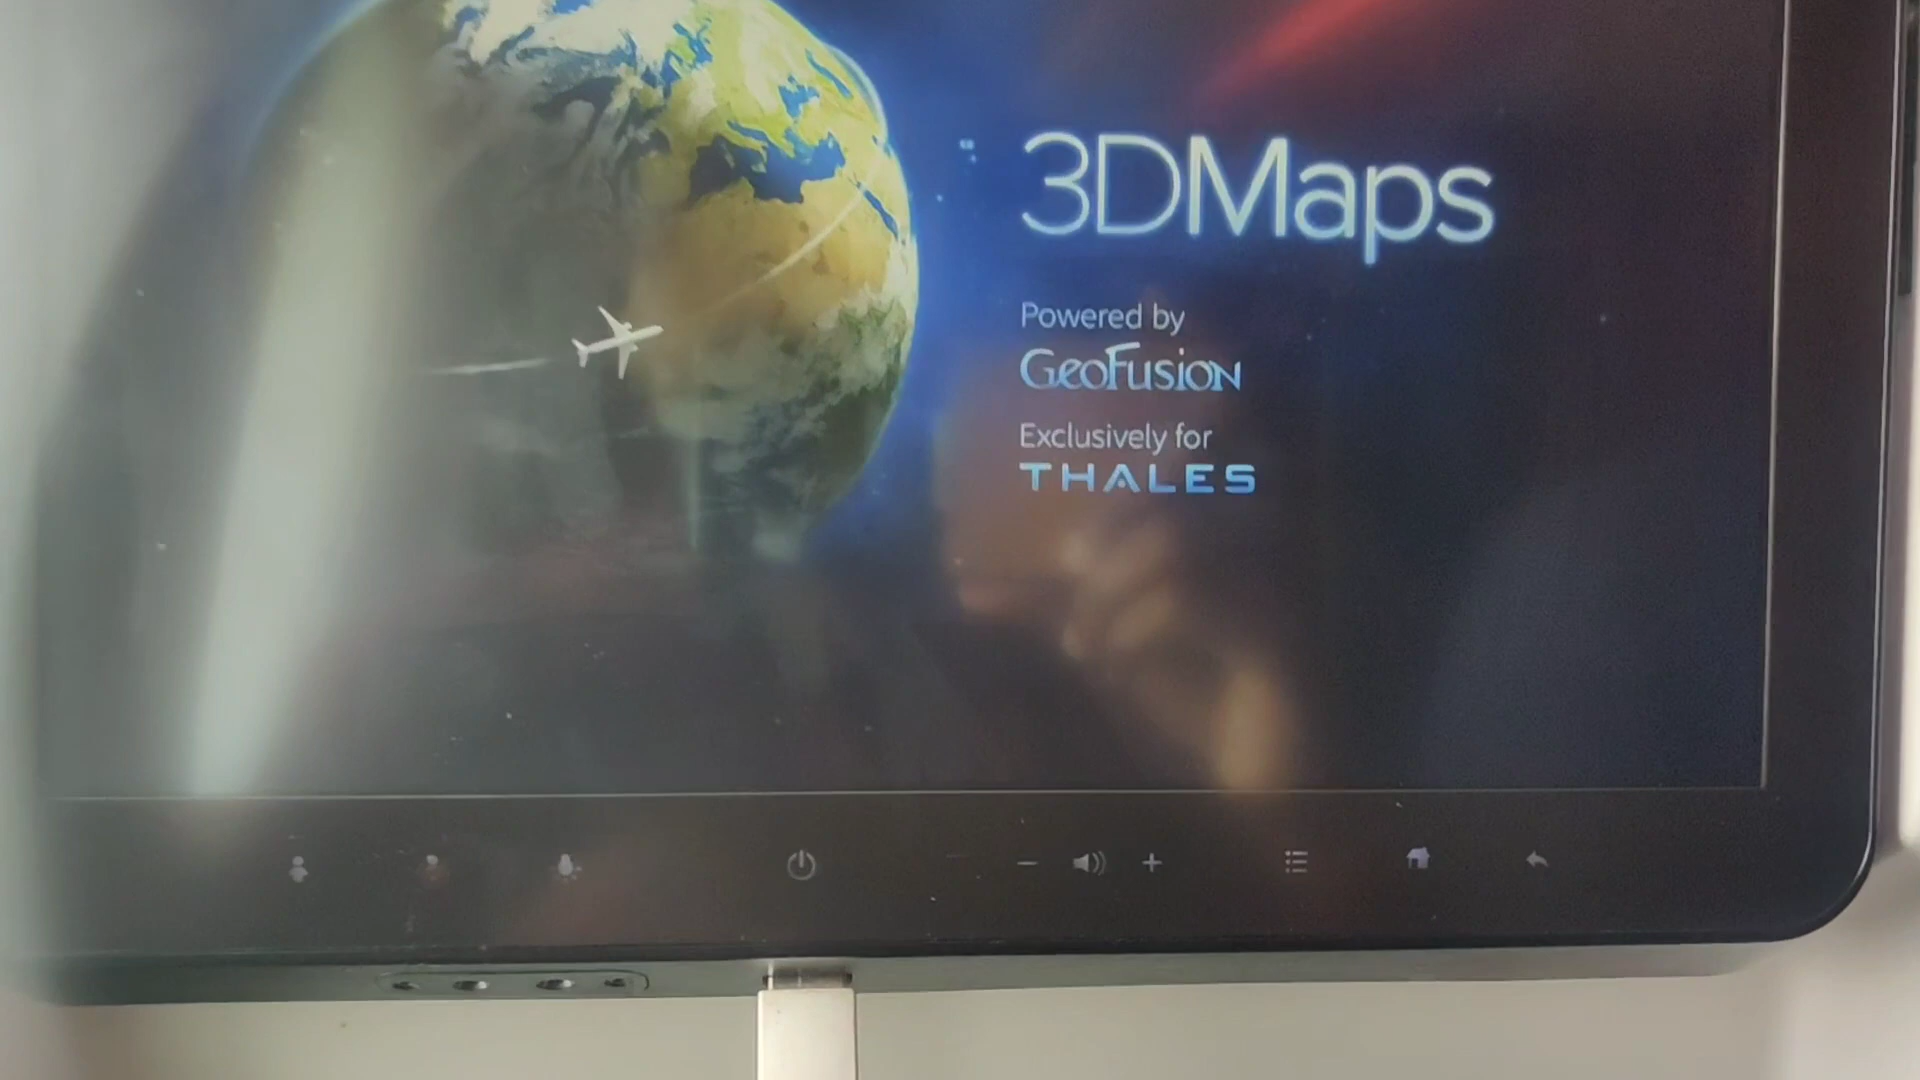 3DMaps
Powered by
GeoFusion
Exclusively for
THALES